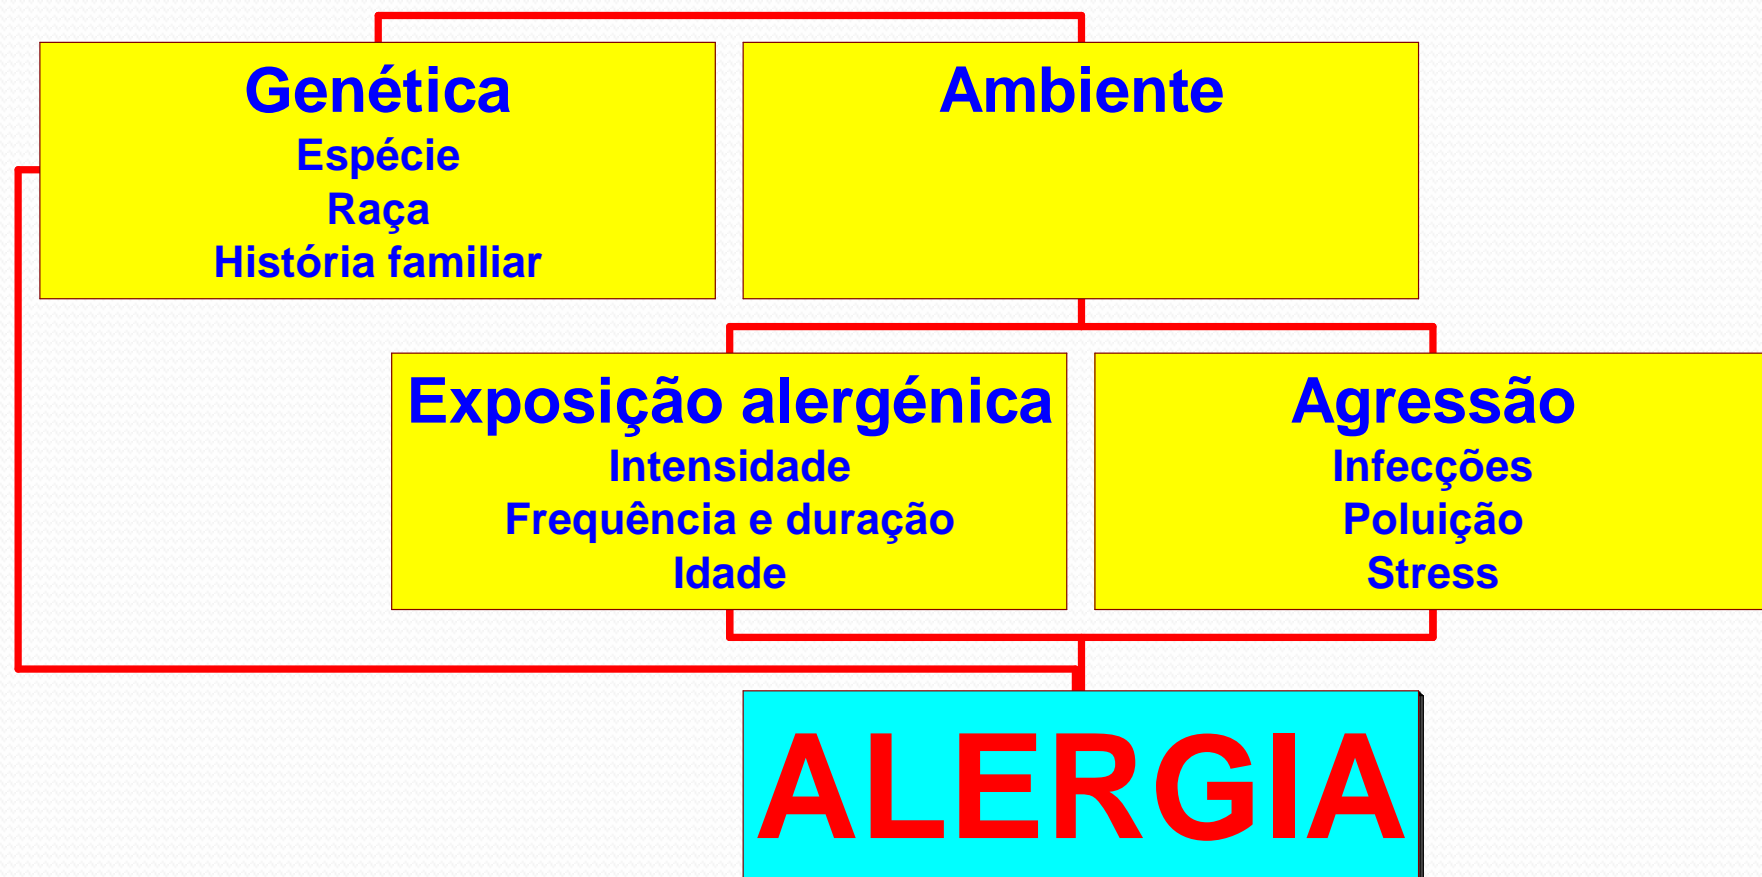 Genética
Espécie
Raça
História familiar
Ambiente
Exposição alergénica
Intensidade
Frequência e duração
Idade
Agressão
Infecções
Poluição
Stress
ALERGIA